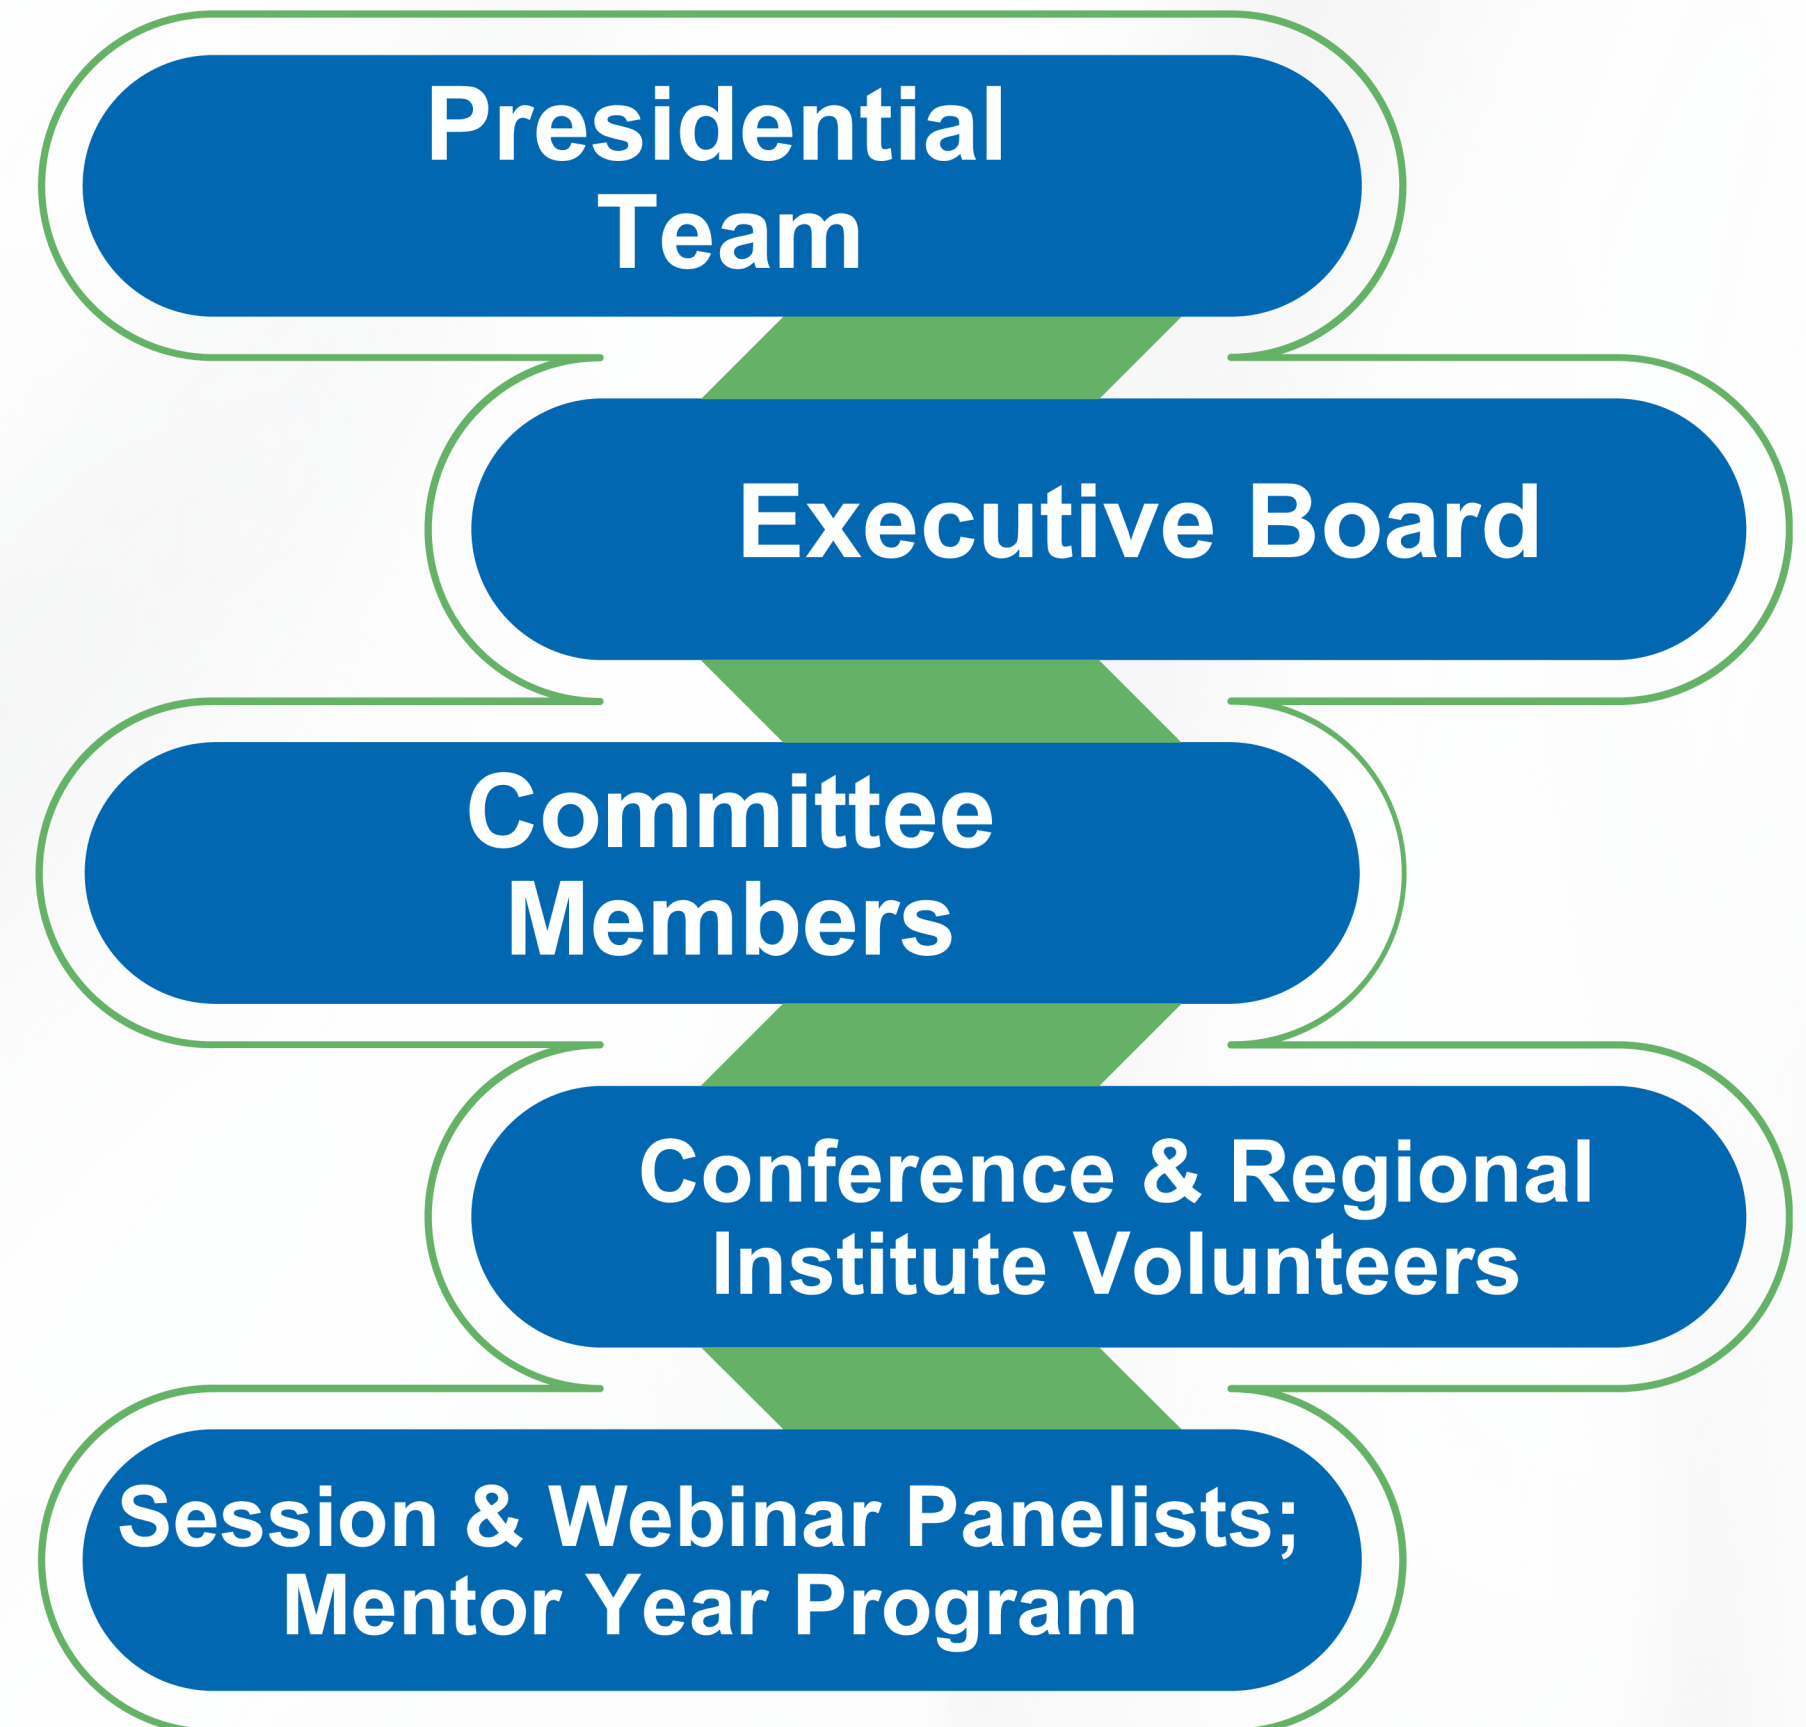 Presidential
Team
Executive Board
Committee
Members
Conference & Regional
Institute Volunteers
Session & Webinar Panelists;
Mentor Year Program